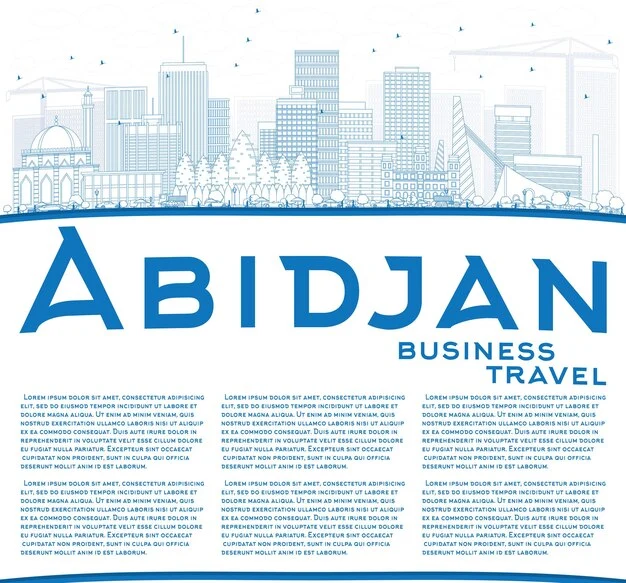 ABIDJAN
BUSINESS
TRAVEL
LOREM IPSUM DOLOR SIT AMET, CONSECTETUR ADIPISICING
ELIT, SED DO EIUSMOD TEMPOR INCIDIDUNT UT LABORE ET
DOLORE MAGNA ALIQUA. UT ENIM AD MINIM VENIAM, QUIS
NOSTRUD EXERCITATION ULLAMCO LABORIS NISI UT ALIQUIP
EX EA COMMODO CONSEQUAT. DUIS AUTE IRURE DOLOR IN
REPREHENDERIT IN VOLUPTATE VELIT ESSE CILLUM DOLORE
EU FUGIAT NULLA PARIATUR. EXCEPTEUR SINT OCCAECAT
CUPIDATAT NON PROIDENT, SUNT IN CULPA QUI OFFICIA
DESERUNT MOLLIT ANIM ID EST LABORUM.
LOREM IPSUM DOLOR SIT AMET, CONSECTETUR ADIPISICING
ELIT, SED DO EIUSMOD TEMPOR INCIDIDUNT UT LABORE ET
DOLORE MAGNA ALIQUA. UT ENIM AD MINIM VENIAM, QUIS
NOSTRUD EXERCITATION ULLAMCO LABORIS NISI UT ALIQUIP
EX EA COMMODO CONSEQUAT. DUIS AUTE IRURE DOLOR IN
REPREHENDERIT IN VOLUPTATE VELIT ESSE CILLUM DOLORE
EU FUGIAT NULLA PARIATUR. EXCEPTEUR SINT OCCAECAT
CUPIDATAT NON PROIDENT, SUNT IN CULPA QUI OFFICIA
DESERUNT MOLLIT ANIM ID EST LABORUM.
LOREM IPSUM DOLOR SIT AMET, CONSECTETUR ADIPISICING
ELIT, SED DO EIUSMOD TEMPOR INCIDIDUNT UT LABORE ET
DOLORE MAGNA ALIQUA. UT ENIM AD MINIM VENIAM, QUIS
NOSTRUD EXERCITATION ULLAMCO LABORIS NISI UT ALIQUIP
EX EA COMMODO CONSEQUAT. DUIS AUTE IRURE DOLOR IN
REPREHENDERIT IN VOLUPTATE VELIT ESSE CILLUM DOLORE
EU FUGIAT NULLA PARIATUR. EXCEPTEUR SINT OCCAECAT
CUPIDATAT NON PROIDENT, SUNT IN CULPA QUI OFFICIA
DESERUNT MOLLIT ANIM ID EST LABORUM.
LOREM IPSUM DOLOR SIT AMET, CONSECTETUR ADIPISICING
ELIT, SED DO EIUSMOD TEMPOR INCIDIDUNT UT LABORE ET
DOLORE MAGNA ALIQUA. UT ENIM AD MINIM VENIAM, QUIS
NOSTRUD EXERCITATION ULLAMCO LABORIS NISI UT ALIQUIP
EX EA COMMODO CONSEQUAT. DUIS AUTE IRURE DOLOR IN
REPREHENDERIT IN VOLUPTATE VELIT ESSE CILLUM DOLORE
EU FUGIAT NULLA PARIATUR. EXCEPTEUR SINT OCCAECAT
CUPIDATAT NON PROIDENT, SUNT IN CULPA QUI OFFICIA
DESERUNT MOLLIT ANIM ID EST LABORUM.
LOREM IPSUM DOLOR SIT AMET, CONSECTETUR ADIPISICING
ELIT, SED DO EIUSMOD TEMPOR INCIDIDUNT UT LABORE ET
DOLORE MAGNA ALIQUA. UT ENIM AD MINIM VENIAM, QUIS
NOSTRUD EXERCITATION ULLAMCO LABORIS NISI UT ALIQUIP
EX EA COMMODO CONSEQUAT. DUIS AUTE IRURE DOLOR IN
REPREHENDERIT IN VOLUPTATE VELIT ESSE CILLUM DOLORE
EU FUGIAT NULLA PARIATUR. EXCEPTEUR SINT OCCAECAT
CUPIDATAT NON PROIDENT, SUNT IN CULPA QUI OFFICIA
DESERUNT MOLLIT ANIM ID EST LABORUM.
LOREM IPSUM DOLOR SIT AMET, CONSECTETUR ADIPISICING
ELIT, SED DO EIUSMOD TEMPOR INCIDIDUNT UT LABORE ET
DOLORE MAGNA ALIQUA. UT ENIM AD MINIM VENIAM, QUIS
NOSTRUD EXERCITATION ULLAMCO LABORIS NISI UT ALIQUIP
EX EA COMMODO CONSEQUAT. DUIS AUTE IRURE DOLOR IN
REPREHENDERIT IN VOLUPTATE VELIT ESSE CILLUM DOLORE
EU FUGIAT NULLA PARIATUR. EXCEPTEUR SINT OCCAECAT
CUPIDATAT NON PROIDENT, SUNT IN CULPA QUI OFFICIA
DESERUNT MOLLIT ANIM ID EST LABORUM.